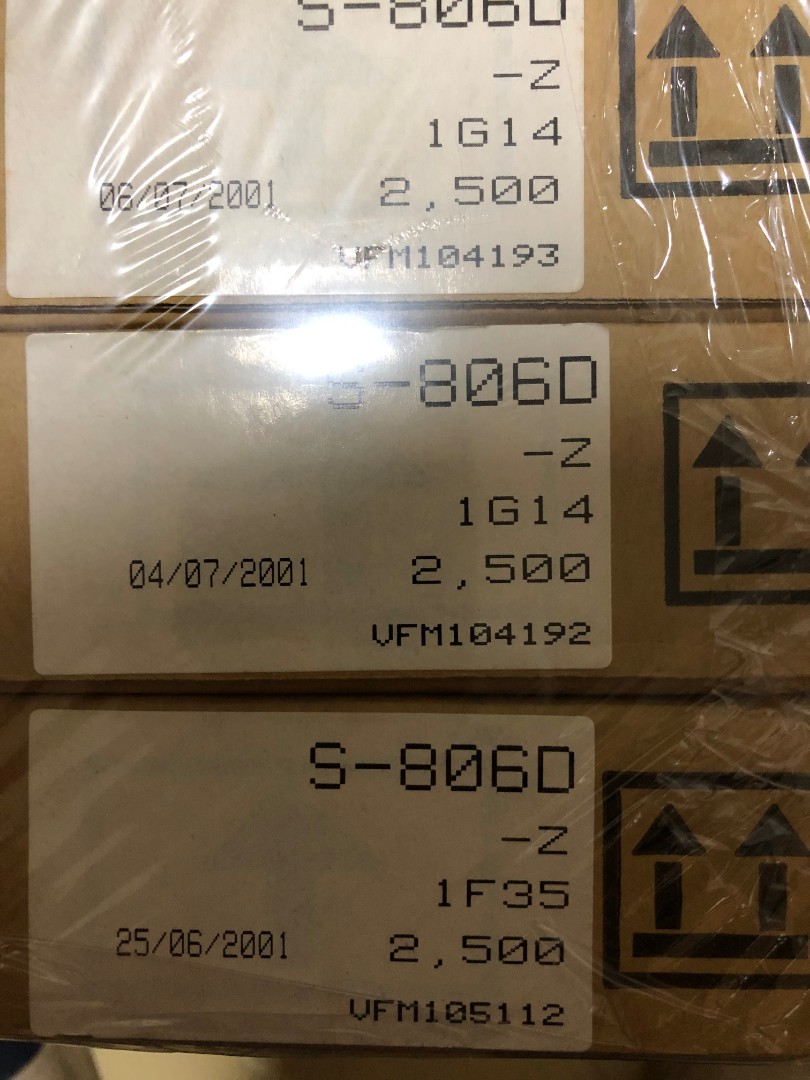 S-806D
-Z
1G14
06/07/2001 2,500
VFM104193
S-806D
-Z
1G14
04/07/2001 2,500
VFM104192
S-806D
-Z
1F35
25/06/2001 2,500
VFM105112